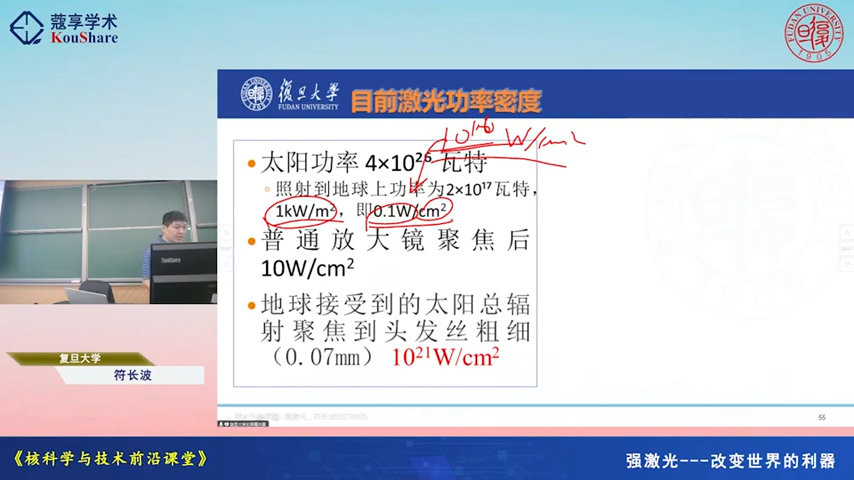 蔻享学术
KouShare
FUDAN UNIVERSITY
1905
復旦大学
FUDAN UNIVERSITY
目前激光功率密度
10¹⁶ W/cm²
太阳功率 4×10²⁶ 瓦特
照射到地球上功率为2×10¹⁷瓦特，
1kW/m²，即0.1W/cm²
普通放大镜聚焦后
10W/cm²
地球接受到的太阳总辐
射聚焦到头发丝粗细
（0.07mm） 10²¹W/cm²
55
复旦大学
符长波
《核科学与技术前沿课堂》
强激光---改变世界的利器